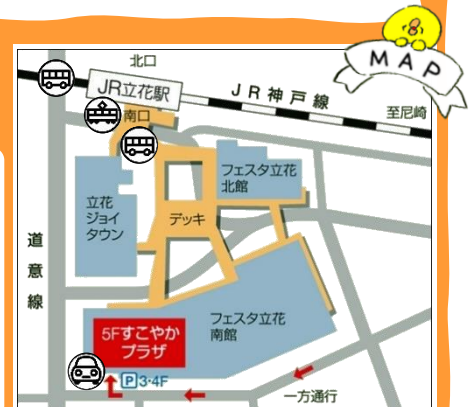 MAP
北口
JR立花駅
JR神戸線
至尼崎
南口
フェスタ立花
北館
立花
ジョイ
タウン
デッキ
道意線
フェスタ立花
南館
5Fすこやか
プラザ
P3・4F
一方通行